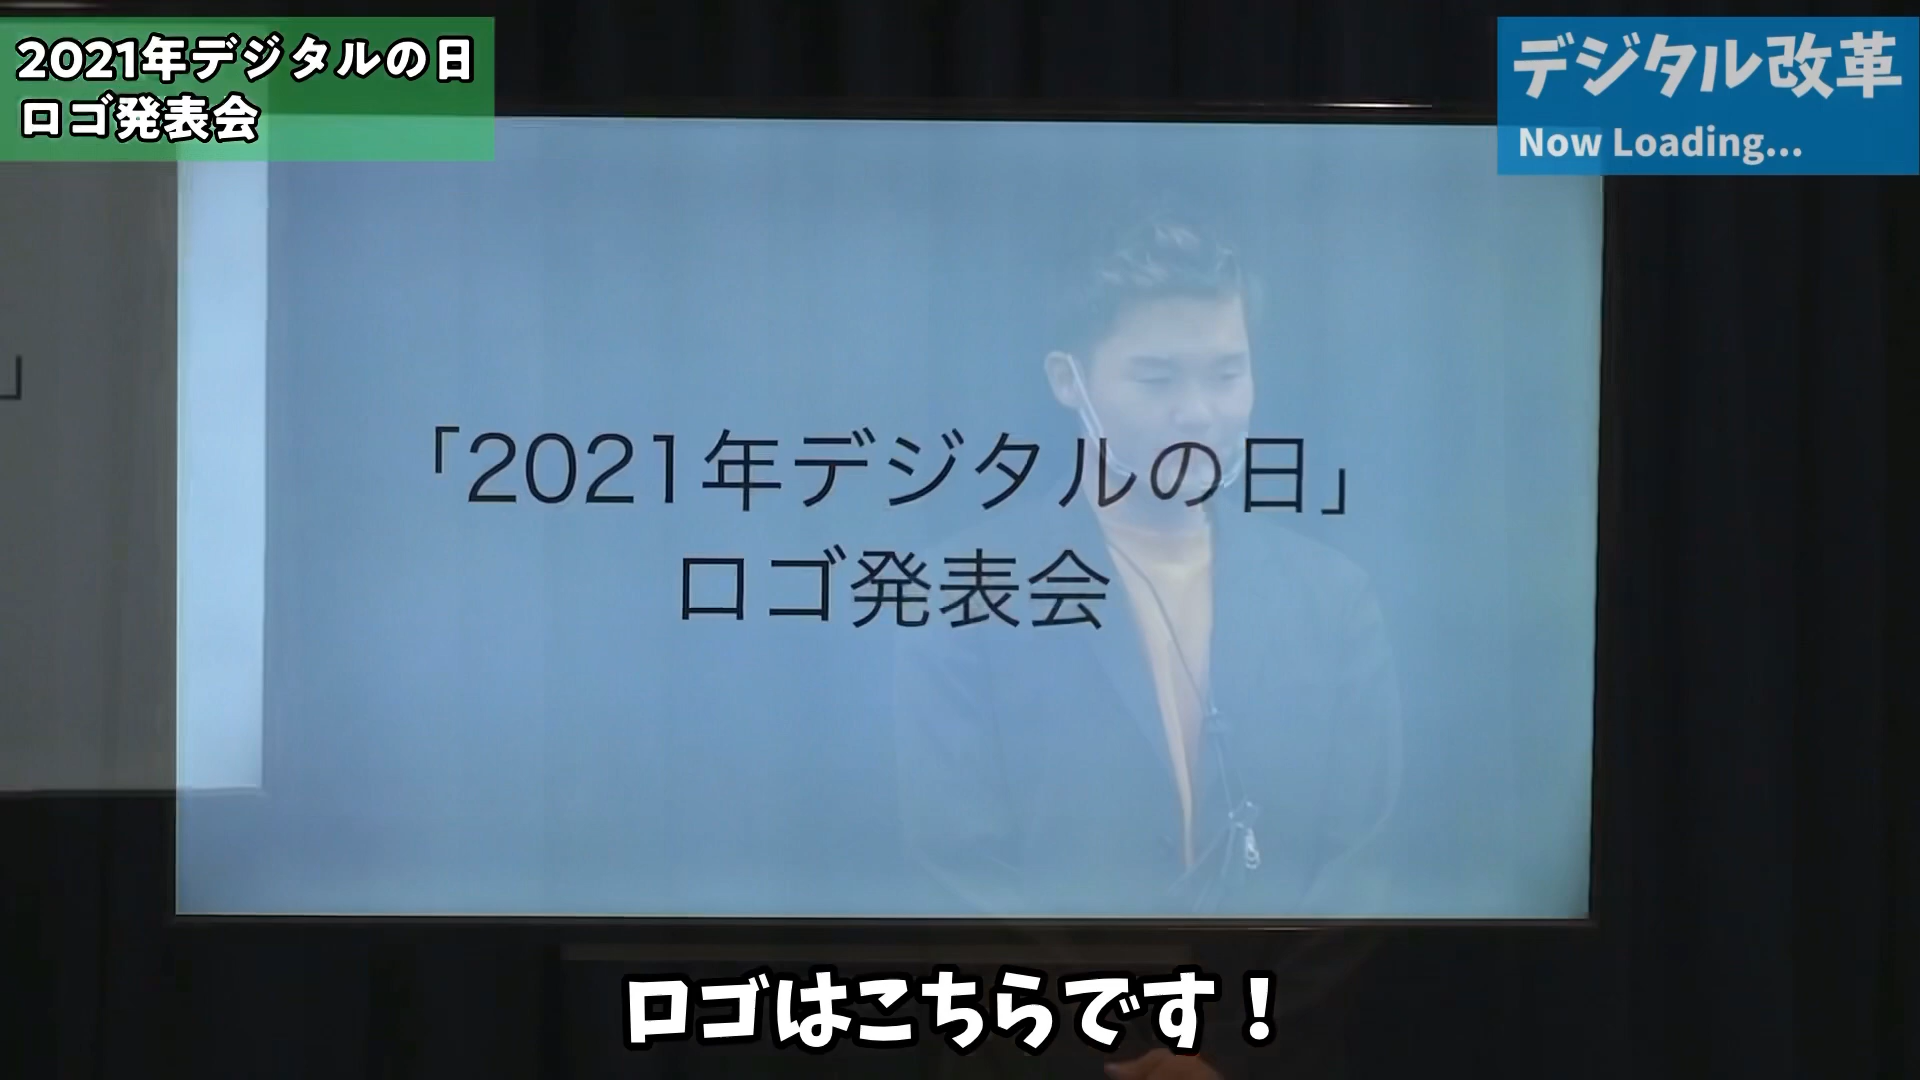 2021年デジタルの日
ロゴ発表会
デジタル改革
Now Loading...
」
「2021年デジタルの日」
ロゴ発表会
ロゴはこちらです！